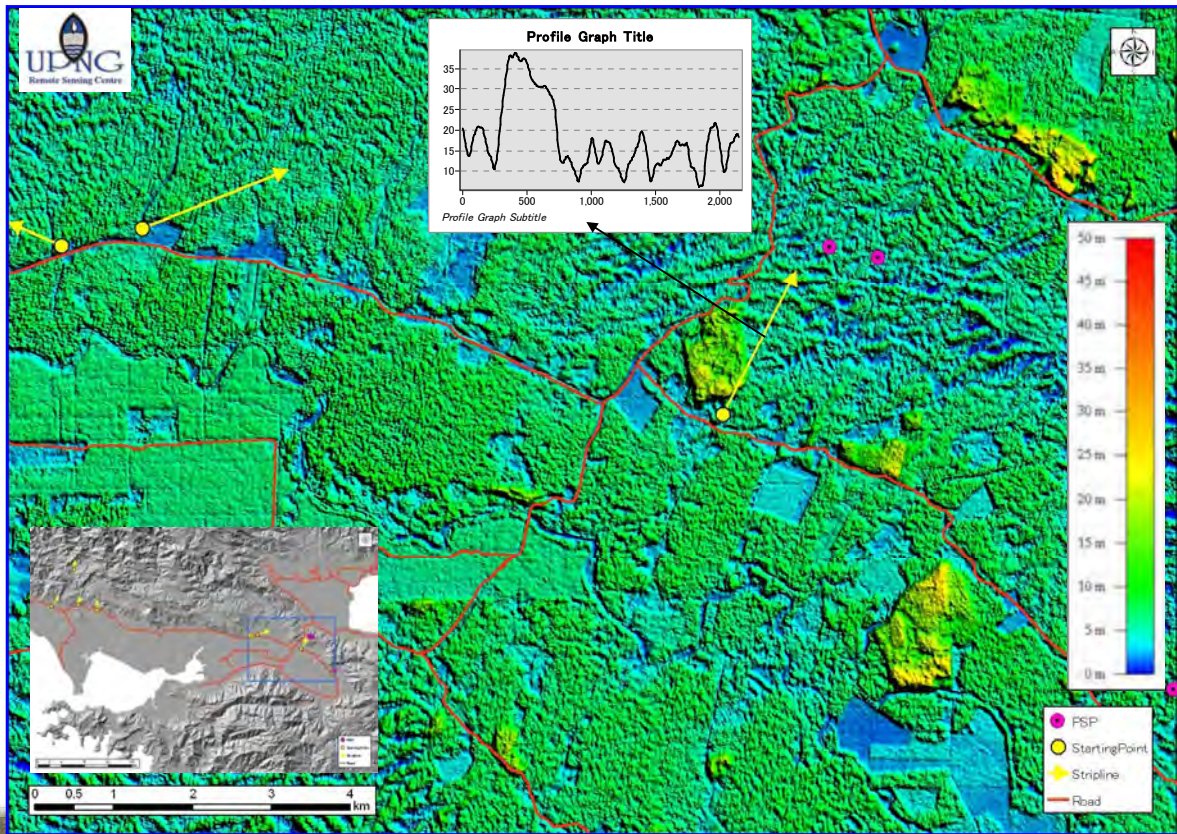 UPNG
Remote Sensing Centre
Profile Graph Title
35
30
25
20
15
10
0
500
1,000
1,500
2,000
Profile Graph Subtitle
50 m
45 m
40 m
35 m
30 m
25 m
20 m
15 m
10 m
5 m
0 m
PSP
StartingPoint
Stripline
Road
0 0.5 1 2 3 4
km